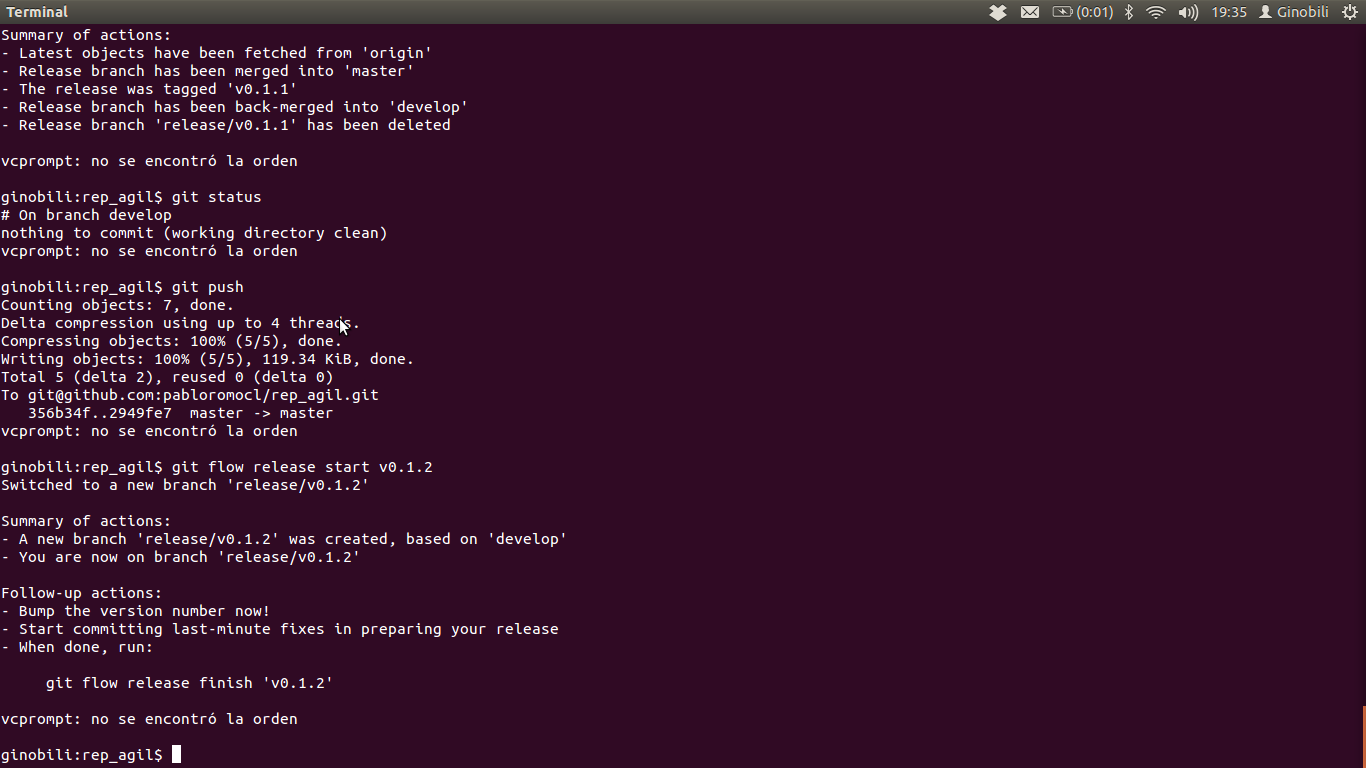 Terminal (0:01) 19:35 Ginobili
Summary of actions:
- Latest objects have been fetched from 'origin'
- Release branch has been merged into 'master'
- The release was tagged 'v0.1.1'
- Release branch has been back-merged into 'develop'
- Release branch 'release/v0.1.1' has been deleted
vcprompt: no se encontró la orden
ginobili:rep_agil$ git status
# On branch develop
nothing to commit (working directory clean)
vcprompt: no se encontró la orden
ginobili:rep_agil$ git push
Counting objects: 7, done.
Delta compression using up to 4 threads.
Compressing objects: 100% (5/5), done.
Writing objects: 100% (5/5), 119.34 KiB, done.
Total 5 (delta 2), reused 0 (delta 0)
To git@github.com:pabloromocl/rep_agil.git
356b34f..2949fe7 master -> master
vcprompt: no se encontró la orden
ginobili:rep_agil$ git flow release start v0.1.2
Switched to a new branch 'release/v0.1.2'
Summary of actions:
- A new branch 'release/v0.1.2' was created, based on 'develop'
- You are now on branch 'release/v0.1.2'
Follow-up actions:
- Bump the version number now!
- Start committing last-minute fixes in preparing your release
- When done, run:
git flow release finish 'v0.1.2'
vcprompt: no se encontró la orden
ginobili:rep_agil$